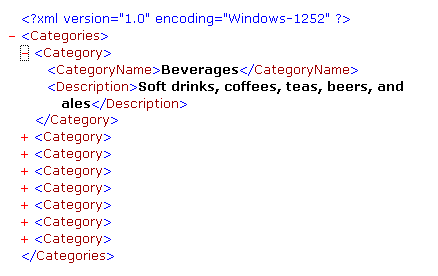 <?xml version="1.0" encoding="Windows-1252" ?>
- <Categories>
- <Category>
<CategoryName>Beverages</CategoryName>
<Description>Soft drinks, coffees, teas, beers, and
ales</Description>
</Category>
+ <Category>
+ <Category>
+ <Category>
+ <Category>
+ <Category>
+ <Category>
+ <Category>
</Categories>